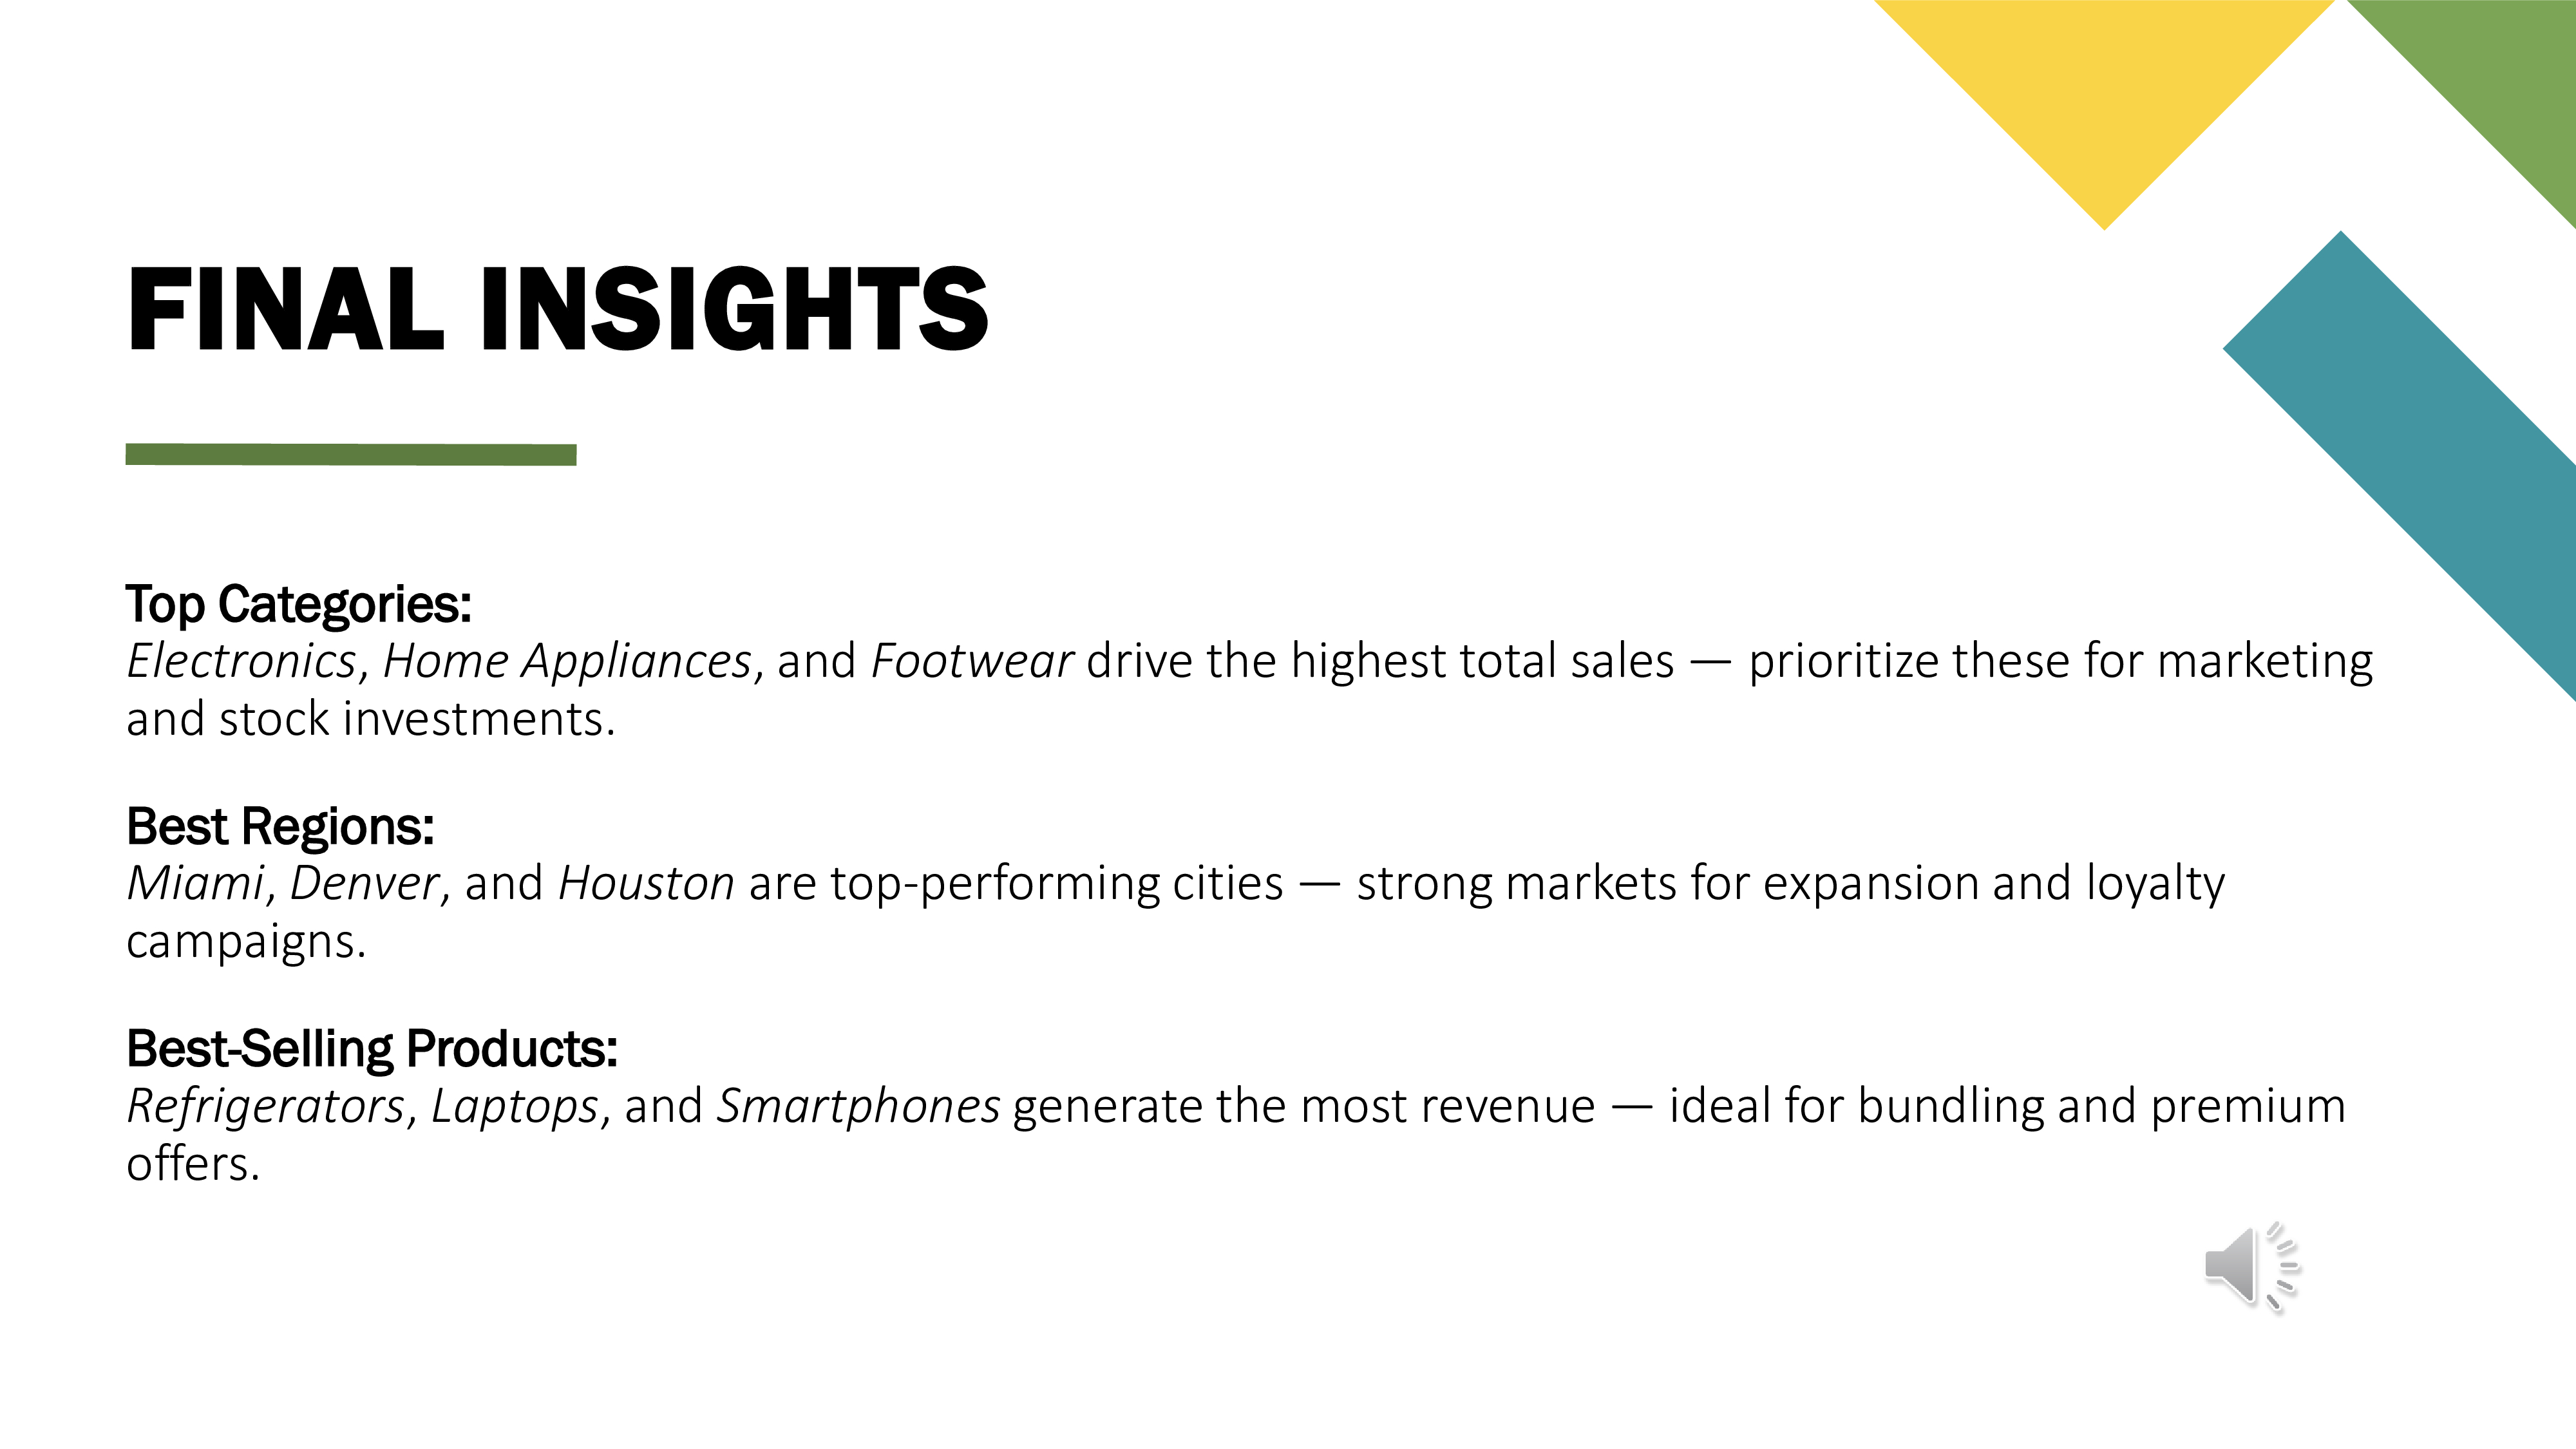 FINAL INSIGHTS
Top Categories:
Electronics, Home Appliances, and Footwear drive the highest total sales — prioritize these for marketing
and stock investments.
Best Regions:
Miami, Denver, and Houston are top-performing cities — strong markets for expansion and loyalty
campaigns.
Best-Selling Products:
Refrigerators, Laptops, and Smartphones generate the most revenue — ideal for bundling and premium
offers.